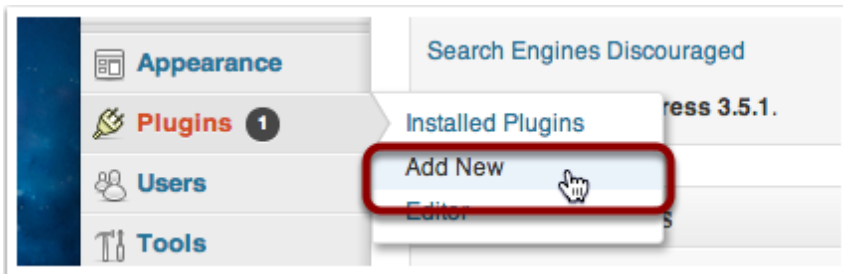 Appearance
Plugins 1
Users
Tools
Search Engines Discouraged
ress 3.5.1.
Installed Plugins
Add New
Editor
s